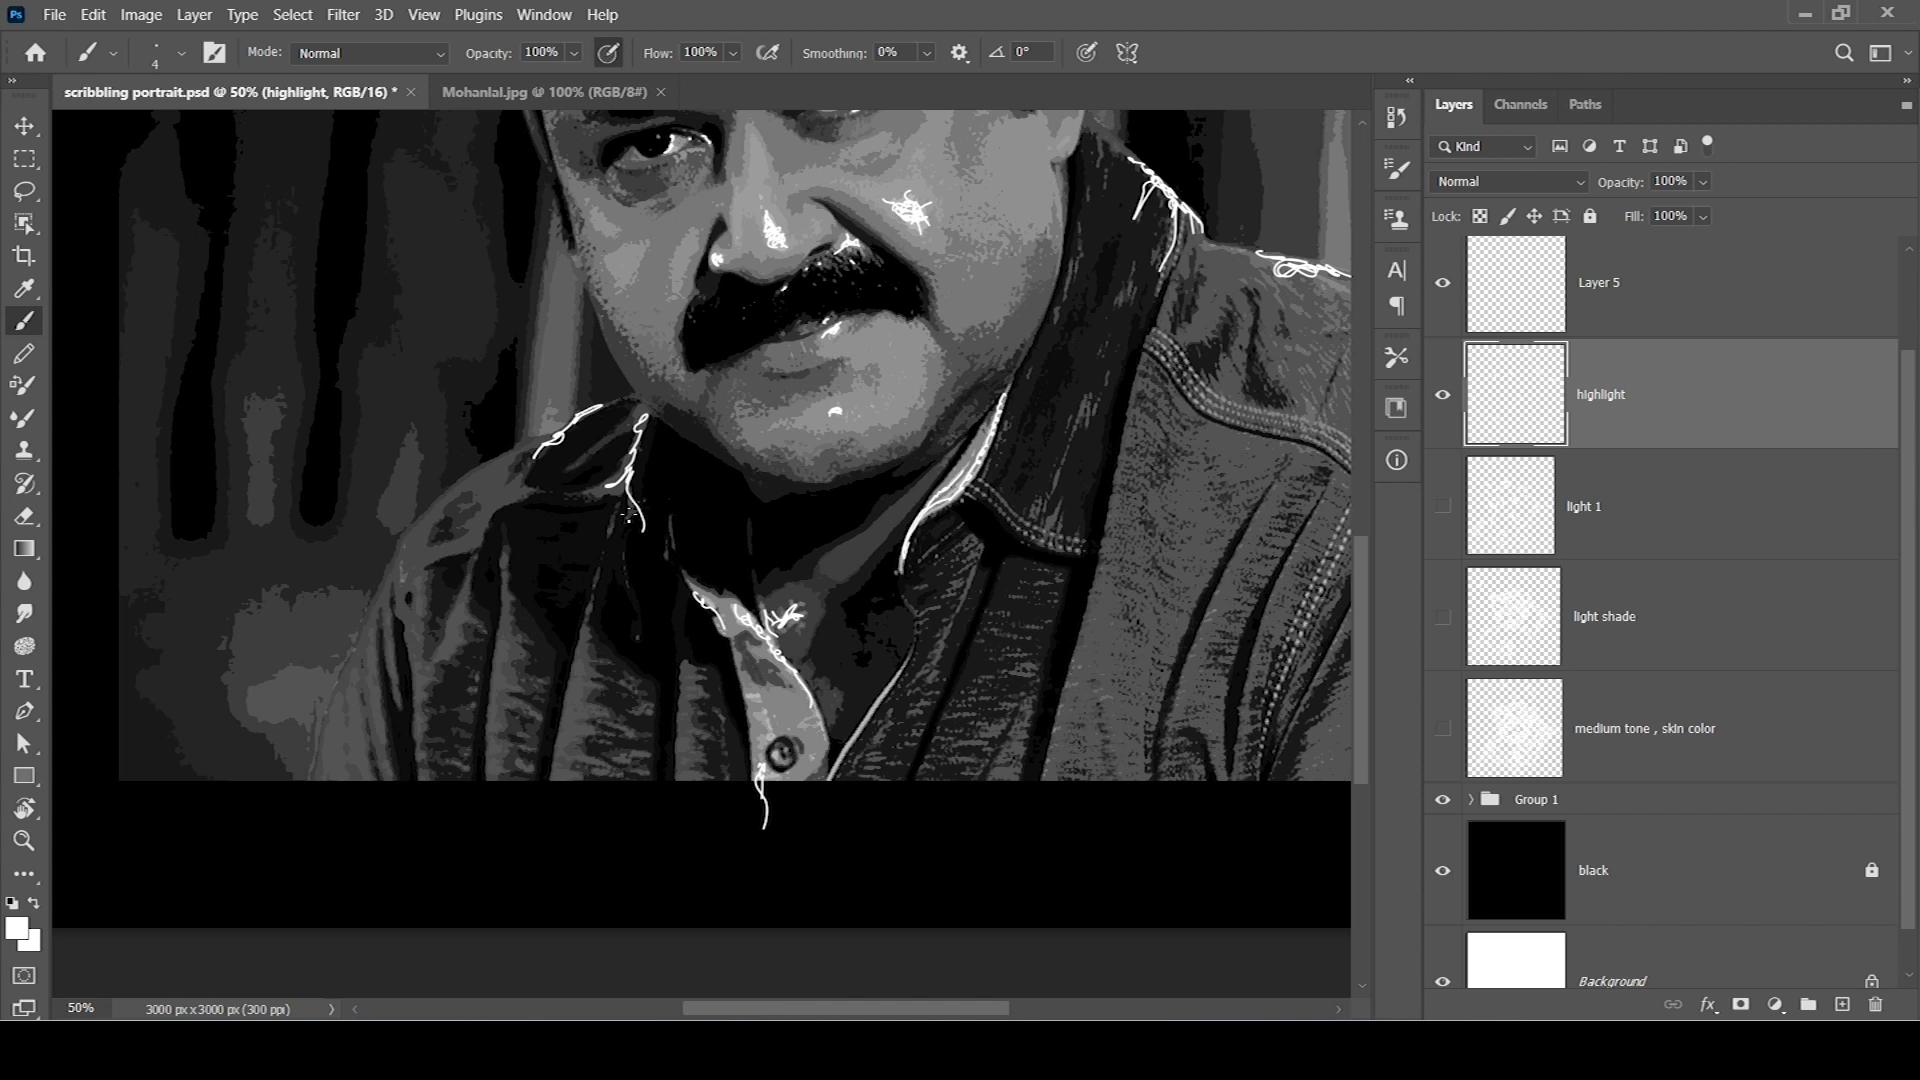 Ps File Edit Image Layer Type Select Filter 3D View Plugins Window Help
4 Mode: Normal Opacity: 100% Flow: 100% Smoothing: 0% 0°
scribbling portrait.psd @ 50% (highlight, RGB/16) * Mohanlal.jpg @ 100% (RGB/8#)
Layers Channels Paths
Kind
Normal Opacity: 100%
Lock: Fill: 100%
Layer 5
highlight
light 1
light shade
medium tone , skin color
Group 1
black
Background
50% 3000 px x 3000 px (300 ppi)